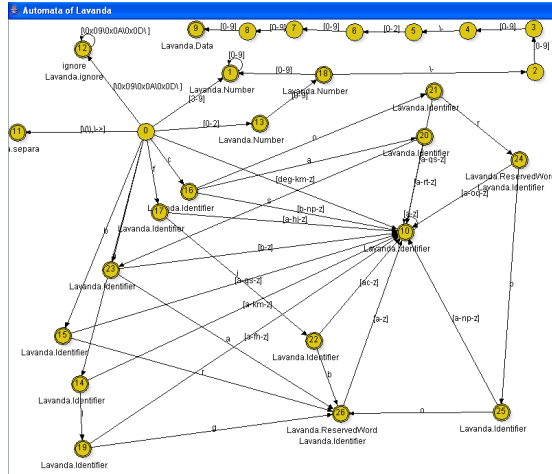 Automata of Lavanda
[\0x09\0x0A\0x0D\ ]
9
8
[0-9]
7
[0-9]
6
[0-2]
5
\-
4
[0-9]
3
Lavanda.Data
12
ignore
Lavanda.ignore
[0-9]
1
Lavanda.Number
[0-9]
18
Lavanda.Number
\-
2
[0-9]
[\0x09\0x0A\0x0D\ ]
[3-9]
[0-9]
21
Lavanda.Identifier
11
a.separa
0
[0-2]
13
Lavanda.Number
o
20
Lavanda.Identifier
r
24
Lavanda.ReservedWord
Lavanda.Identifier
f
c
a
[a-qs-z]
[deg-km-z]
[a-rt-z]
16
Lavanda.Identifier
s
[b-np-z]
[a-oq-z]
17
Lavanda.Identifier
[a-hj-z]
[a-z]
10
Lavanda.Identifier
b
23
Lavanda.Identifier
[b-z]
i
[a-qs-z]
[ac-z]
[a-km-z]
[a-z]
[a-np-z]
15
Lavanda.Identifier
a
[a-fh-z]
22
Lavanda.Identifier
14
Lavanda.Identifier
r
b
l
26
Lavanda.ReservedWord
Lavanda.Identifier
o
25
Lavanda.Identifier
g
19
Lavanda.Identifier